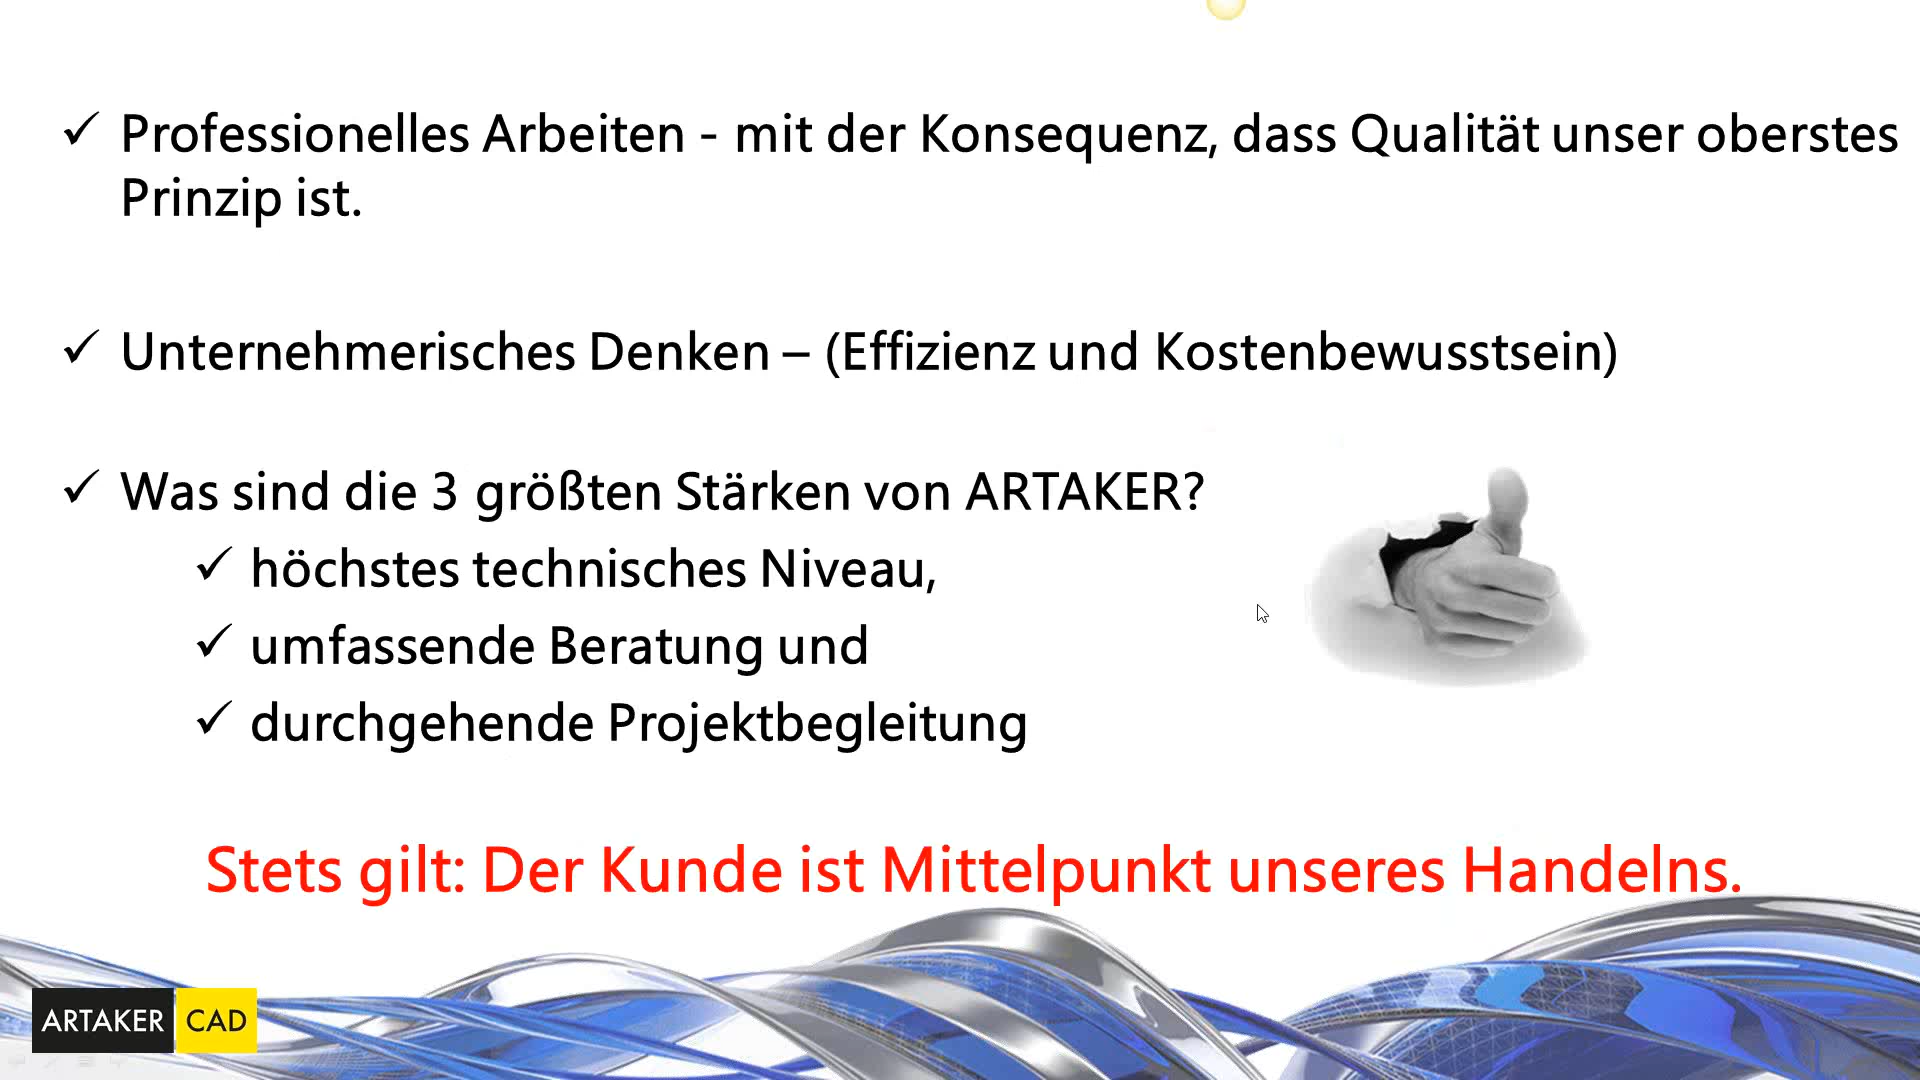 Professionelles Arbeiten - mit der Konsequenz, dass Qualität unser oberstes
Prinzip ist.
Unternehmerisches Denken – (Effizienz und Kostenbewusstsein)
Was sind die 3 größten Stärken von ARTAKER?
höchstes technisches Niveau,
umfassende Beratung und
durchgehende Projektbegleitung
Stets gilt: Der Kunde ist Mittelpunkt unseres Handelns.
ARTAKER CAD